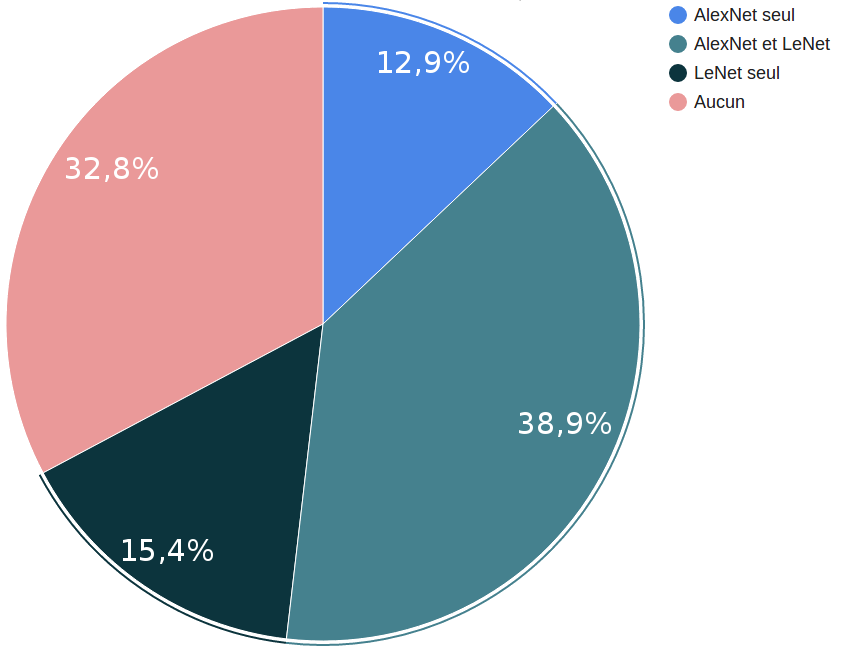 AlexNet seul
AlexNet et LeNet
LeNet seul
Aucun
12,9%
32,8%
38,9%
15,4%